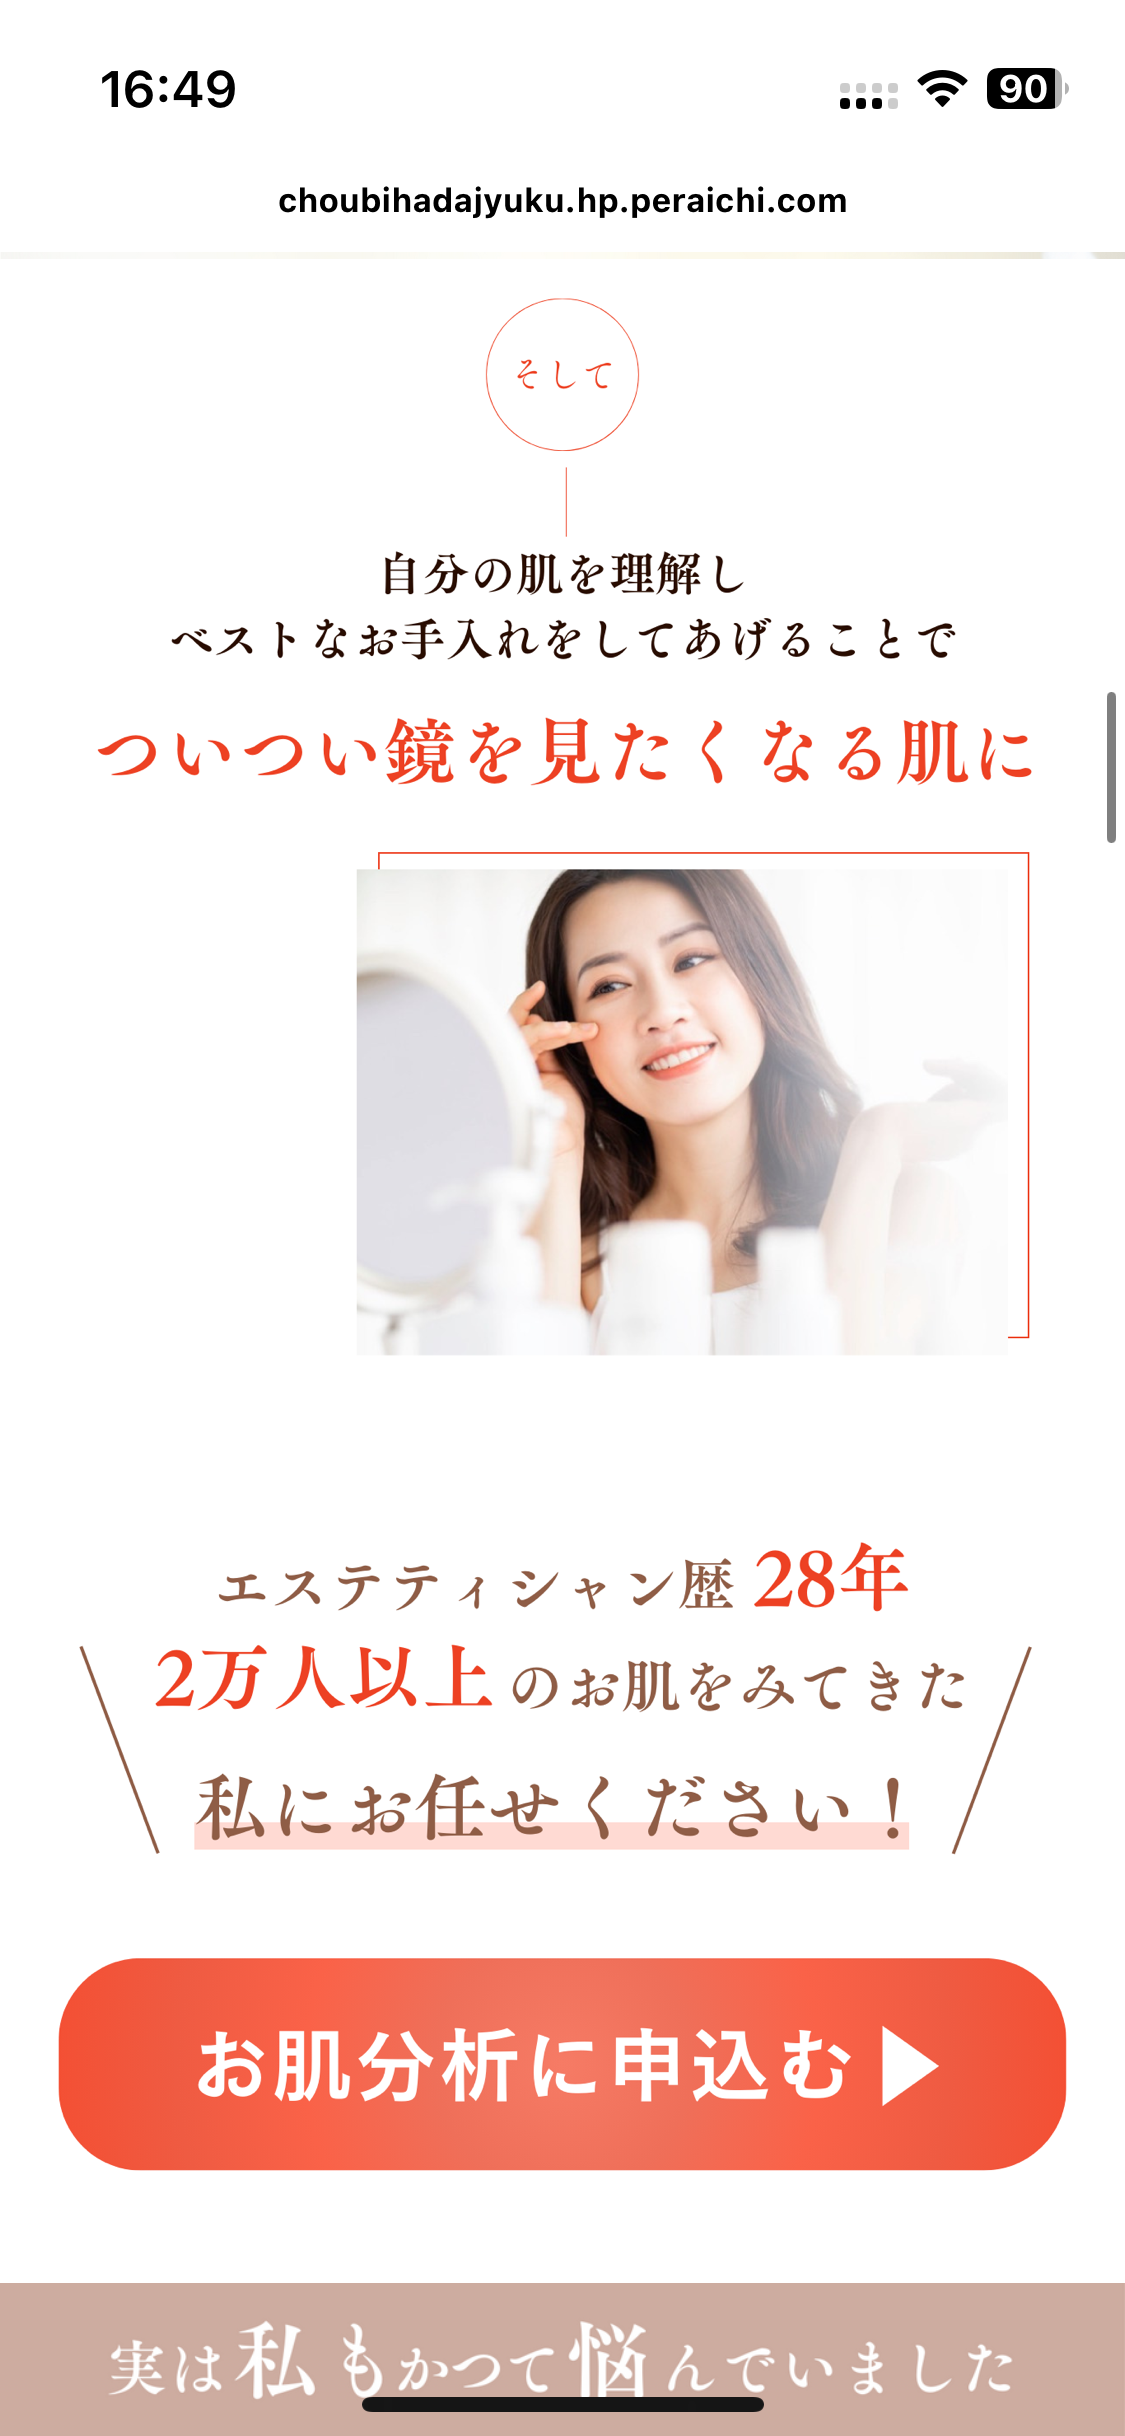 16:49
90
choubihadajyuku.hp.peraichi.com
そして
自分の肌を理解し
ベストなお手入れをしてあげることで
ついつい鏡を見たくなる肌に
エステティシャン歴 28年
2万人以上のお肌をみてきた
私にお任せください！
お肌分析に申込む▶
実は私もかつて悩んでいました